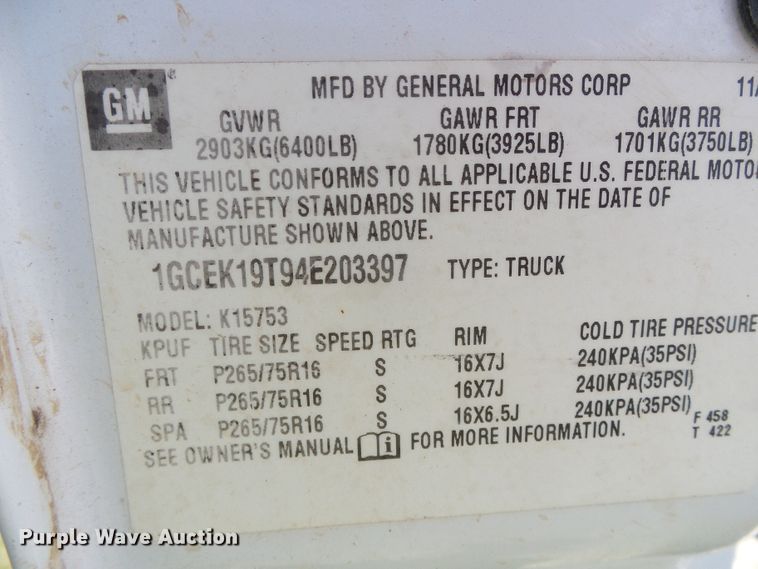 GM
MFD BY GENERAL MOTORS CORP 11/
GVWR GAWR FRT GAWR RR
2903KG(6400LB) 1780KG(3925LB) 1701KG(3750LB)
THIS VEHICLE CONFORMS TO ALL APPLICABLE U.S. FEDERAL MOTO
VEHICLE SAFETY STANDARDS IN EFFECT ON THE DATE OF
MANUFACTURE SHOWN ABOVE.
1GCEK19T94E203397 TYPE: TRUCK
MODEL: K15753
KPUF TIRE SIZE SPEED RTG RIM COLD TIRE PRESSURE
FRT P265/75R16 S 16X7J 240KPA(35PSI)
RR P265/75R16 S 16X7J 240KPA(35PSI)
SPA P265/75R16 S 16X6.5J 240KPA(35PSI) F 458
SEE OWNER'S MANUAL i FOR MORE INFORMATION. T 422
Purple Wave Auction